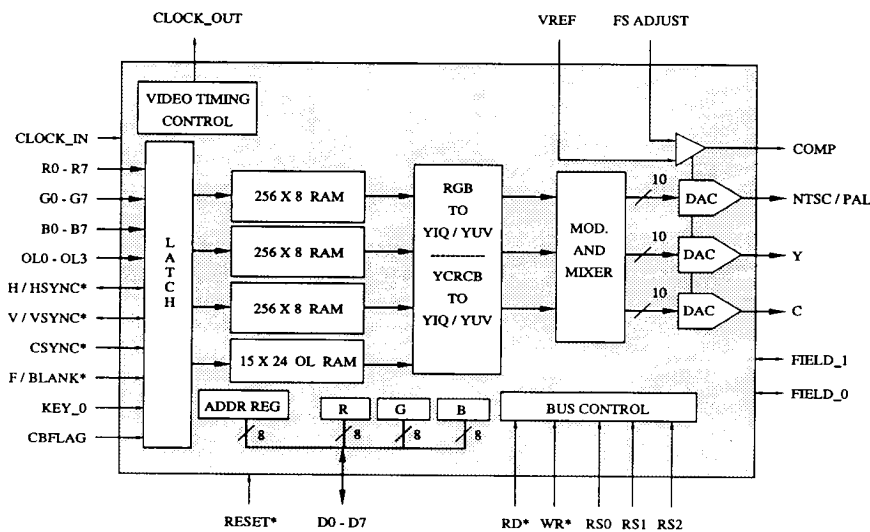 CLOCK_OUT
VREF
FS ADJUST
VIDEO TIMING
CONTROL
CLOCK_IN
R0 - R7
G0 - G7
B0 - B7
OL0 - OL3
H / HSYNC*
V / VSYNC*
CSYNC*
F / BLANK*
KEY_0
CBFLAG
LATCH
256 X 8 RAM
256 X 8 RAM
256 X 8 RAM
15 X 24 OL RAM
RGB
TO
YIQ / YUV
YCRCB
TO
YIQ / YUV
MOD.
AND
MIXER
10
10
10
DAC
DAC
DAC
COMP
NTSC / PAL
Y
C
FIELD_1
FIELD_0
ADDR REG
R
G
B
8
8
8
8
BUS CONTROL
RESET*
D0 - D7
RD*
WR*
RS0
RS1
RS2